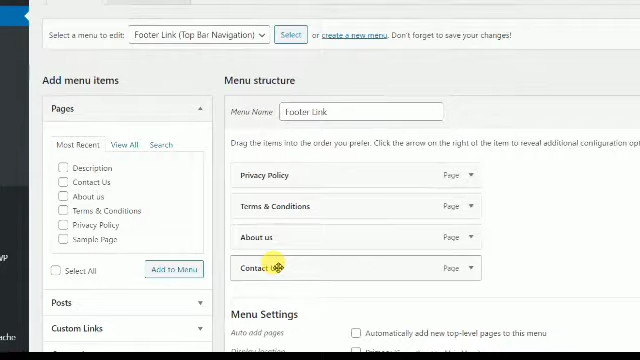 Select a menu to edit: Footer Link (Top Bar Navigation) Select or create a new menu. Don't forget to save your changes!
Add menu items
Pages
Most Recent View All Search
Description
Contact Us
About us
Terms & Conditions
Privacy Policy
Sample Page
Select All Add to Menu
Posts
Custom Links
Menu structure
Menu Name Footer Link
Drag the items into the order you prefer. Click the arrow on the right of the item to reveal additional configuration opt
Privacy Policy Page
Terms & Conditions Page
About us Page
Contact Page
Menu Settings
Auto add pages Automatically add new top-level pages to this menu
Display location